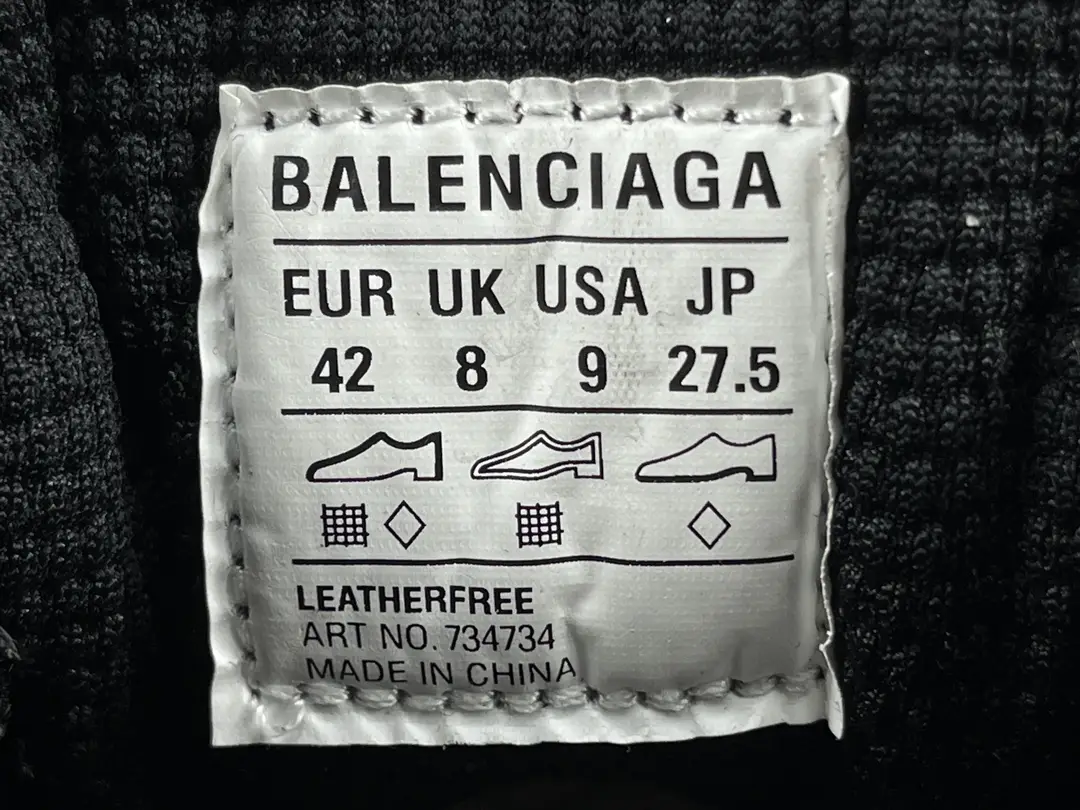 BALENCIAGA
EUR UK USA JP
42 8 9 27.5
LEATHERFREE
ART NO. 734734
MADE IN CHINA